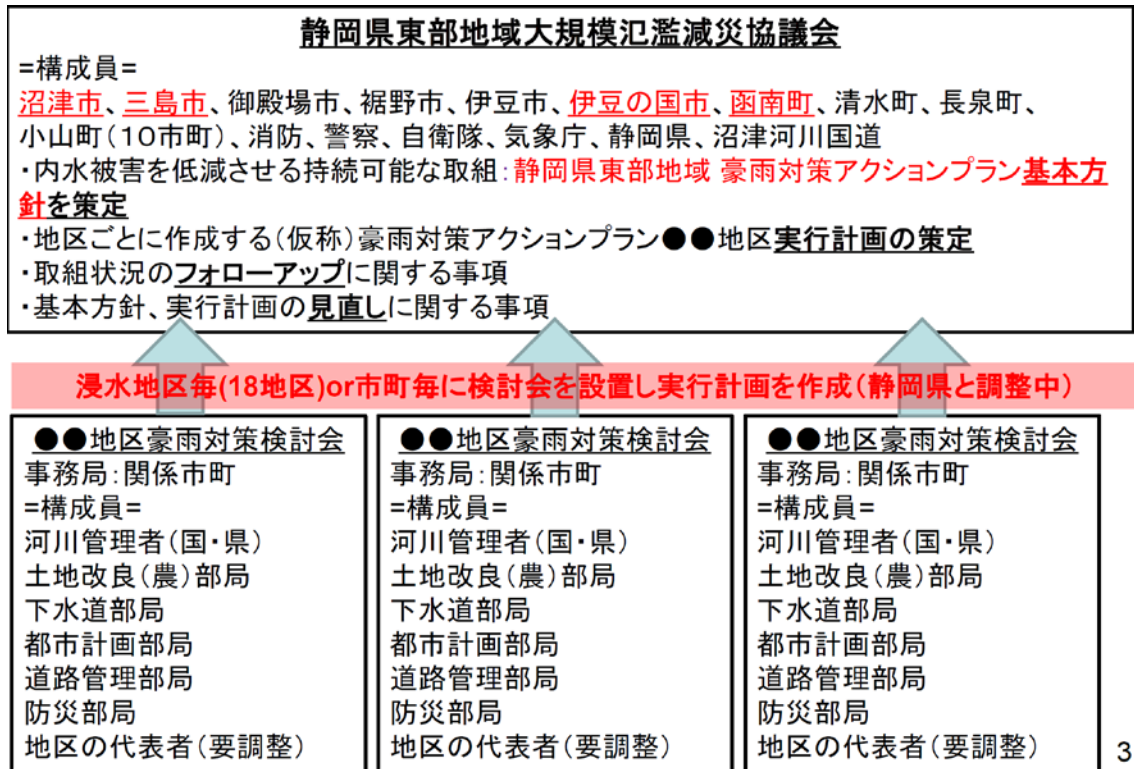 静岡県東部地域大規模氾濫減災協議会
=構成員=
沼津市、三島市、御殿場市、裾野市、伊豆市、伊豆の国市、函南町、清水町、長泉町、
小山町(10市町)、消防、警察、自衛隊、気象庁、静岡県、沼津河川国道
・内水被害を低減させる持続可能な取組:静岡県東部地域 豪雨対策アクションプラン基本方
針を策定
・地区ごとに作成する(仮称)豪雨対策アクションプラン●●地区実行計画の策定
・取組状況のフォローアップに関する事項
・基本方針、実行計画の見直しに関する事項
浸水地区毎(18地区)or市町毎に検討会を設置し実行計画を作成(静岡県と調整中)
●●地区豪雨対策検討会
事務局:関係市町
=構成員=
河川管理者(国・県)
土地改良(農)部局
下水道部局
都市計画部局
道路管理部局
防災部局
地区の代表者(要調整)
●●地区豪雨対策検討会
事務局:関係市町
=構成員=
河川管理者(国・県)
土地改良(農)部局
下水道部局
都市計画部局
道路管理部局
防災部局
地区の代表者(要調整)
●●地区豪雨対策検討会
事務局:関係市町
=構成員=
河川管理者(国・県)
土地改良(農)部局
下水道部局
都市計画部局
道路管理部局
防災部局
地区の代表者(要調整)
3